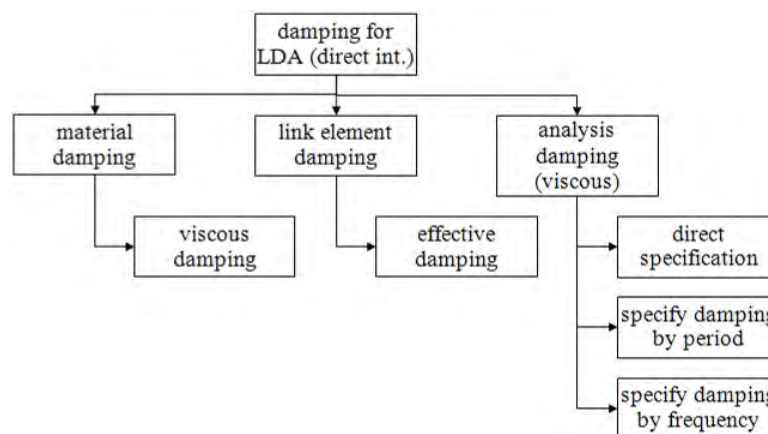 damping for
LDA (direct int.)
material
damping
link element
damping
analysis
damping
(viscous)
viscous
damping
effective
damping
direct
specification
specify damping
by period
specify damping
by frequency